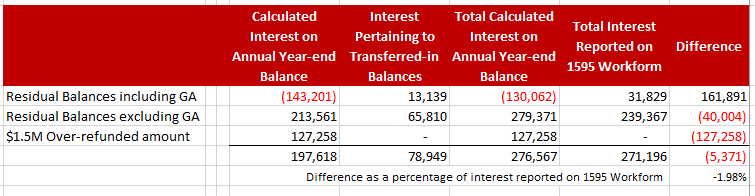 Calculated Interest on Annual Year-end Balance Interest Pertaining to Transferred-in Balances Total Calculated Interest on Annual Year-end Balance Total Interest Reported on 1595 Workform Difference
Residual Balances including GA (143,201) 13,139 (130,062) 31,829 161,891
Residual Balances excluding GA 213,561 65,810 279,371 239,367 (40,004)
$1.5M Over-refunded amount 127,258 - 127,258 - (127,258)
197,618 78,949 276,567 271,196 (5,371)
Difference as a percentage of interest reported on 1595 Workform -1.98%